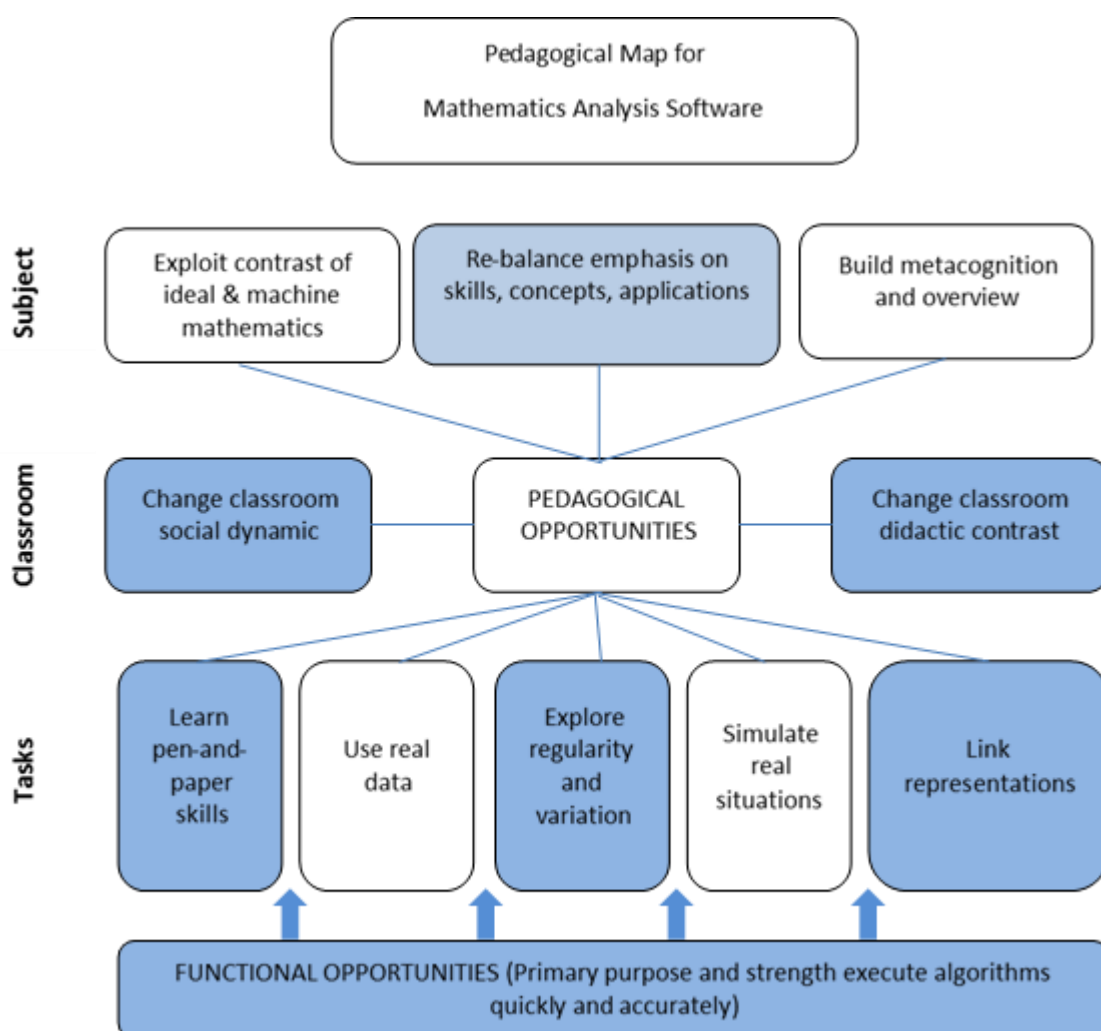 Pedagogical Map for
Mathematics Analysis Software
Subject
Exploit contrast of
ideal & machine
mathematics
Re-balance emphasis on
skills, concepts, applications
Build metacognition
and overview
Classroom
Change classroom
social dynamic
PEDAGOGICAL
OPPORTUNITIES
Change classroom
didactic contrast
Tasks
Learn
pen-and-
paper
skills
Use real
data
Explore
regularity
and
variation
Simulate
real
situations
Link
representations
FUNCTIONAL OPPORTUNITIES (Primary purpose and strength execute algorithms
quickly and accurately)